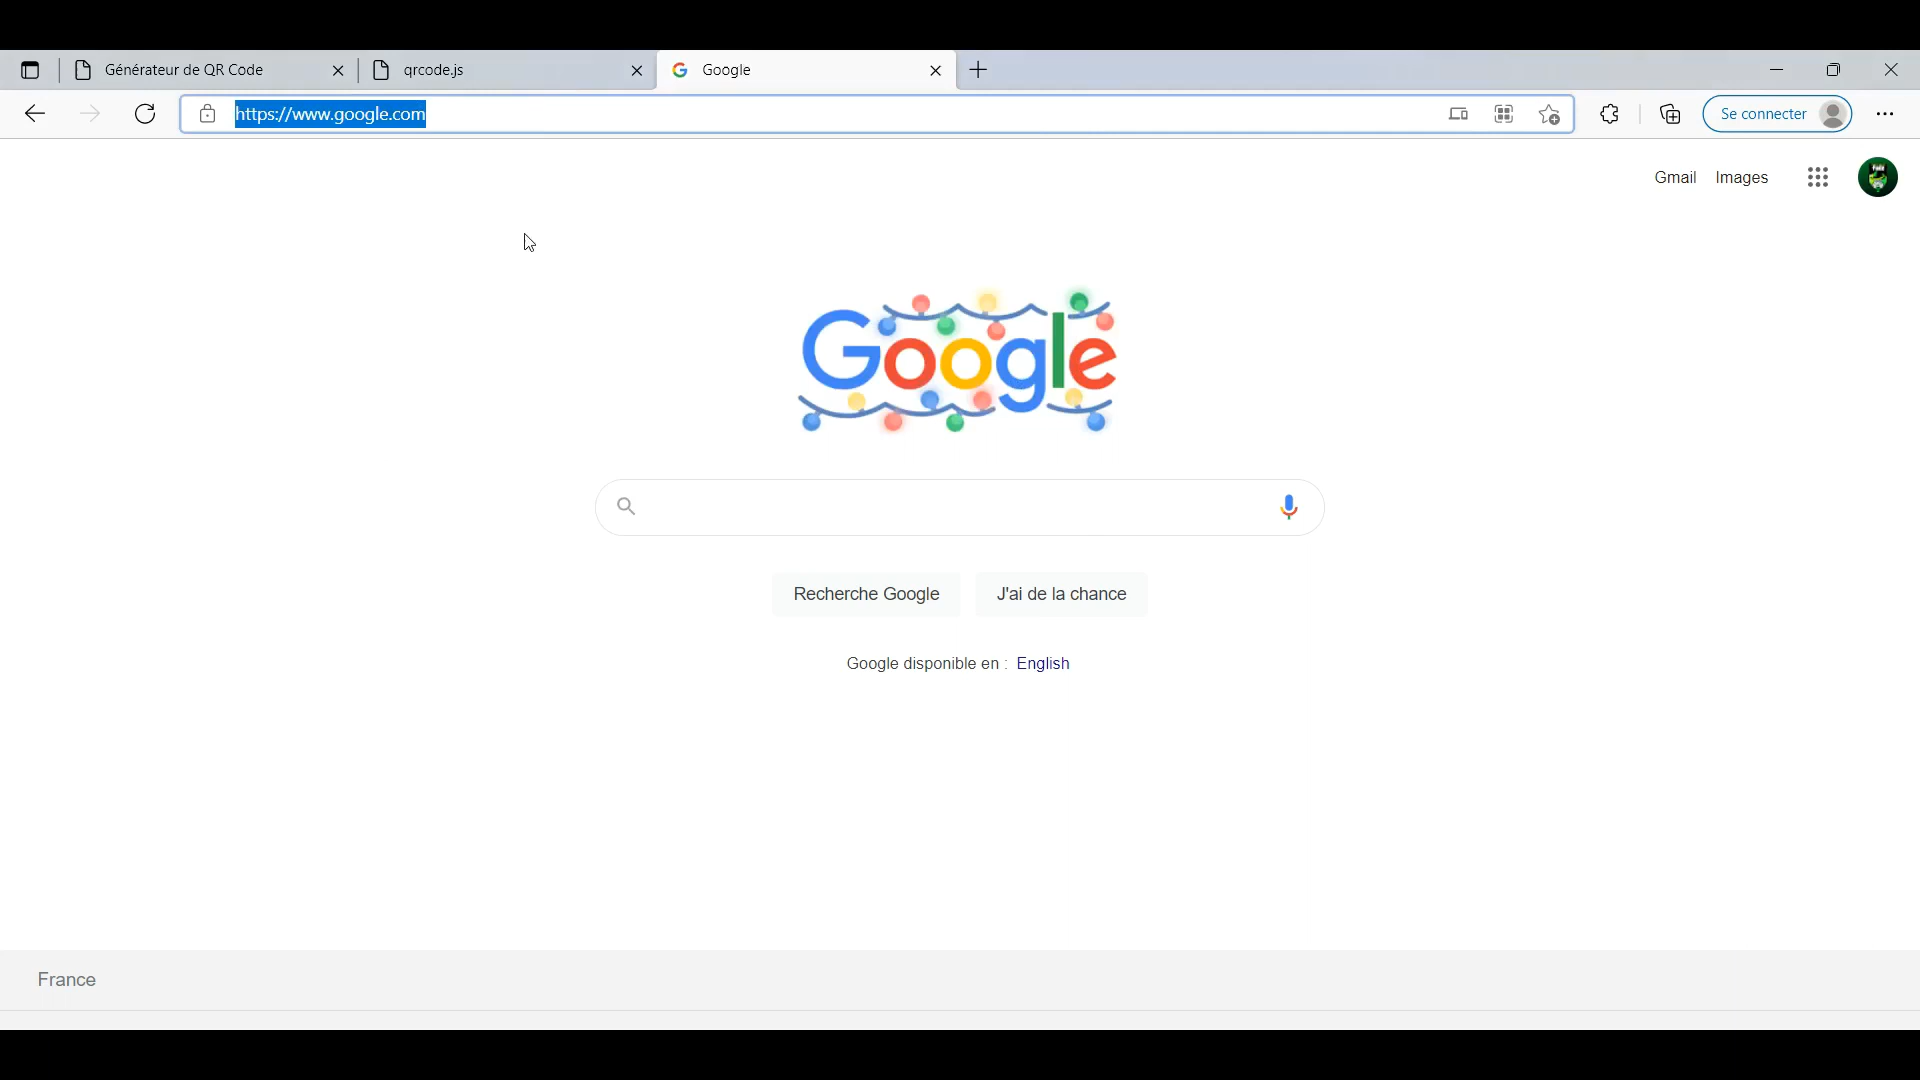 Générateur de QR Code
qrcode.js
Google
https://www.google.com
Se connecter
Gmail
Images
Google
Recherche Google
J'ai de la chance
Google disponible en : English
France